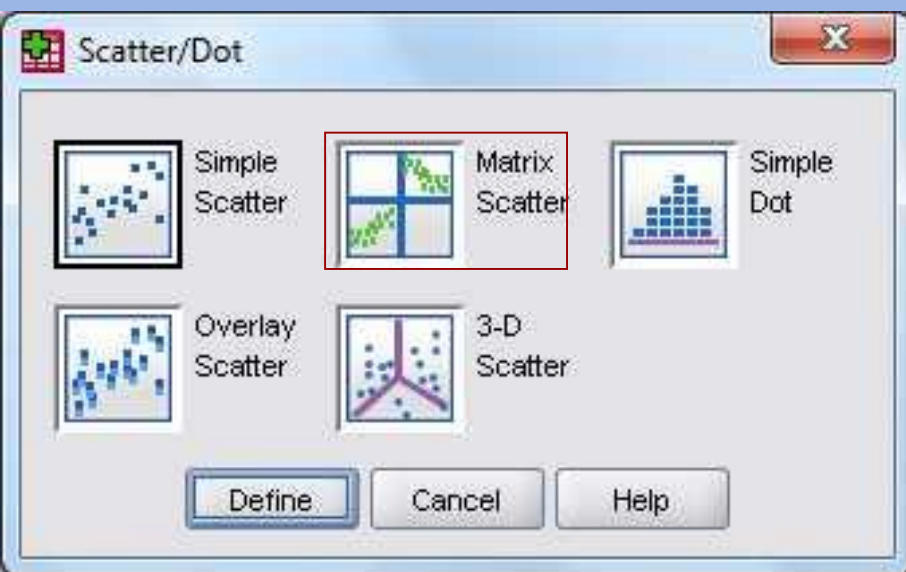 Scatter/Dot
Simple
Scatter
Matrix
Scatter
Simple
Dot
Overlay
Scatter
3-D
Scatter
Define
Cancel
Help